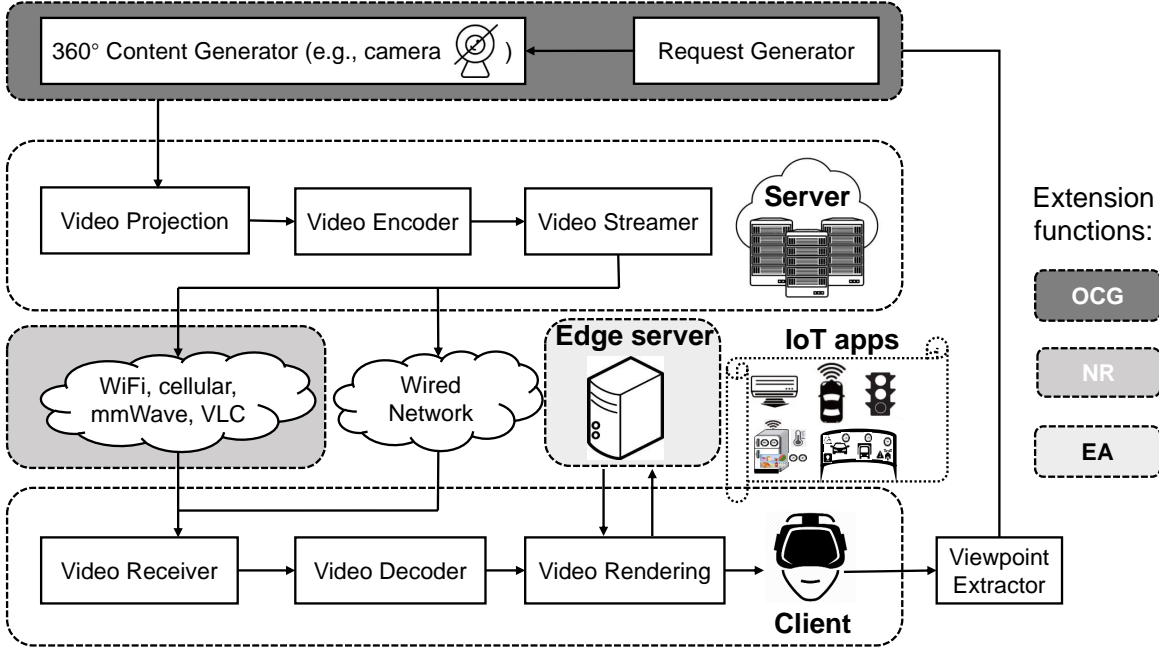 360° Content Generator (e.g., camera )
Request Generator
Server
Video Projection
Video Encoder
Video Streamer
Extension
functions:
OCG
NR
EA
Edge server
IoT apps
WiFi, cellular,
mmWave, VLC
Wired
Network
Video Receiver
Video Decoder
Video Rendering
Client
Viewpoint
Extractor